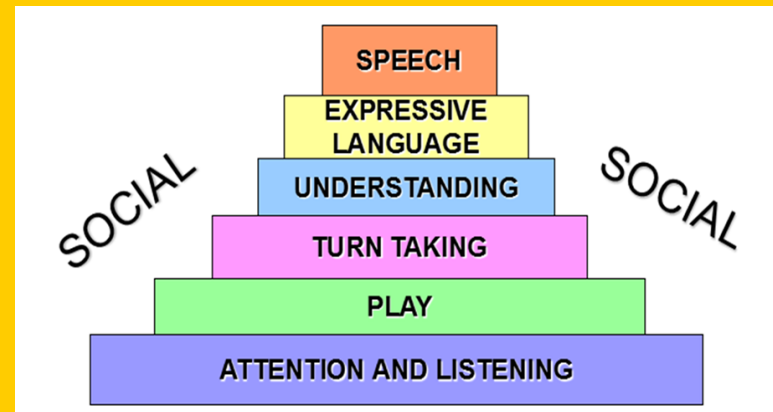 SPEECH
EXPRESSIVE
LANGUAGE
SOCIAL
SOCIAL
UNDERSTANDING
TURN TAKING
PLAY
ATTENTION AND LISTENING